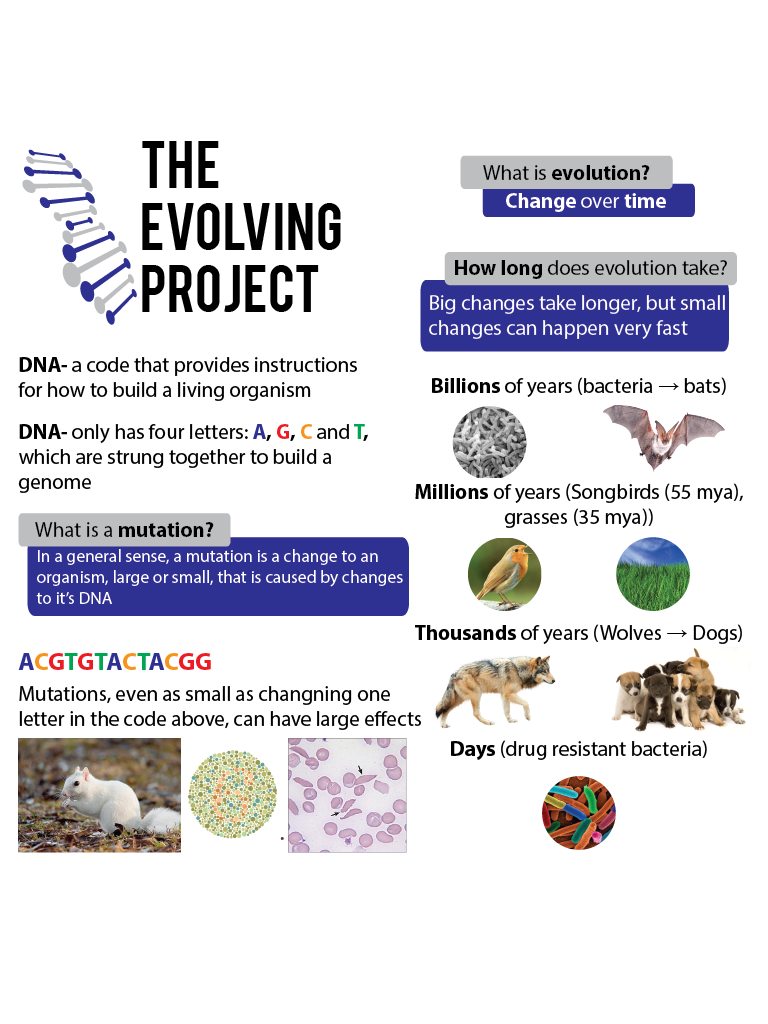 THE
EVOLVING
PROJECT
DNA- a code that provides instructions
for how to build a living organism
DNA- only has four letters: A, G, C and T,
which are strung together to build a
genome
What is a mutation?
In a general sense, a mutation is a change to an
organism, large or small, that is caused by changes
to it's DNA
ACGTGTACTACGG
Mutations, even as small as changning one
letter in the code above, can have large effects
6
.
What is evolution?
Change over time
How long does evolution take?
Big changes take longer, but small
changes can happen very fast
Billions of years (bacteria → bats)
Millions of years (Songbirds (55 mya),
grasses (35 mya))
Thousands of years (Wolves → Dogs)
Days (drug resistant bacteria)